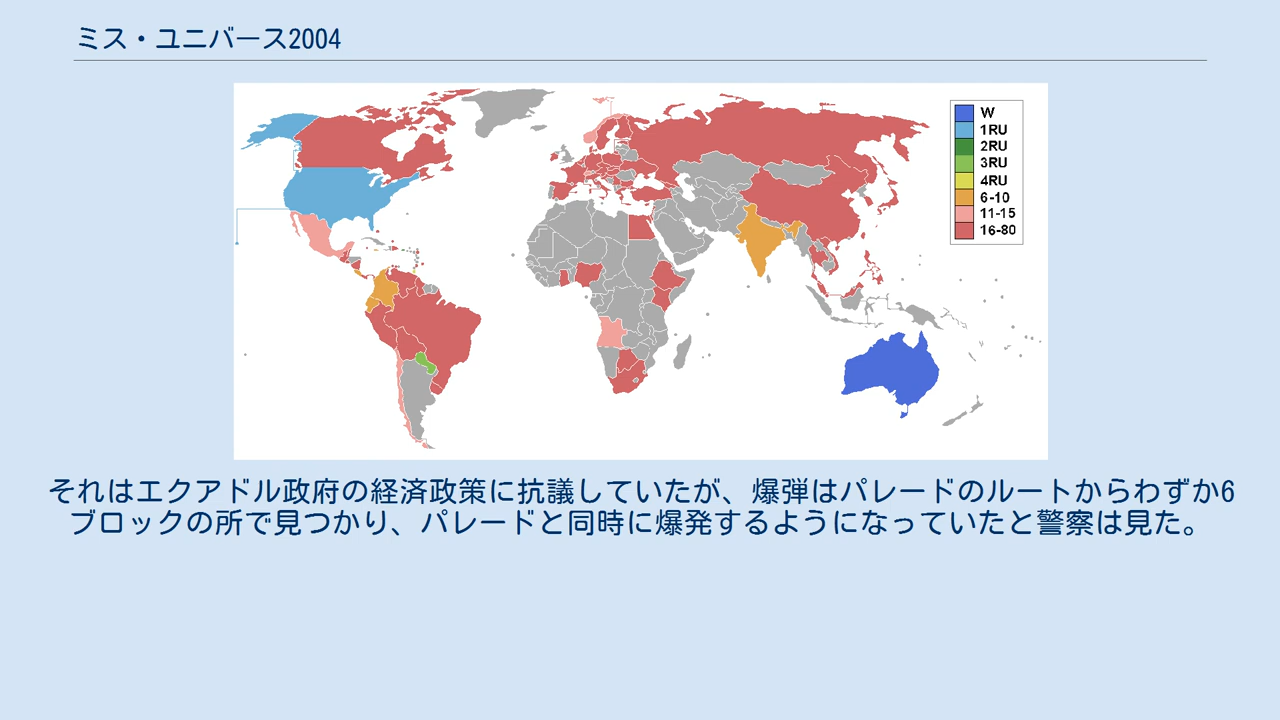 ミス・ユニバース2004
W
1RU
2RU
3RU
4RU
6-10
11-15
16-80
それはエクアドル政府の経済政策に抗議していたが、爆弾はパレードのルートからわずか6
ブロックの所で見つかり、パレードと同時に爆発するようになっていたと警察は見た。